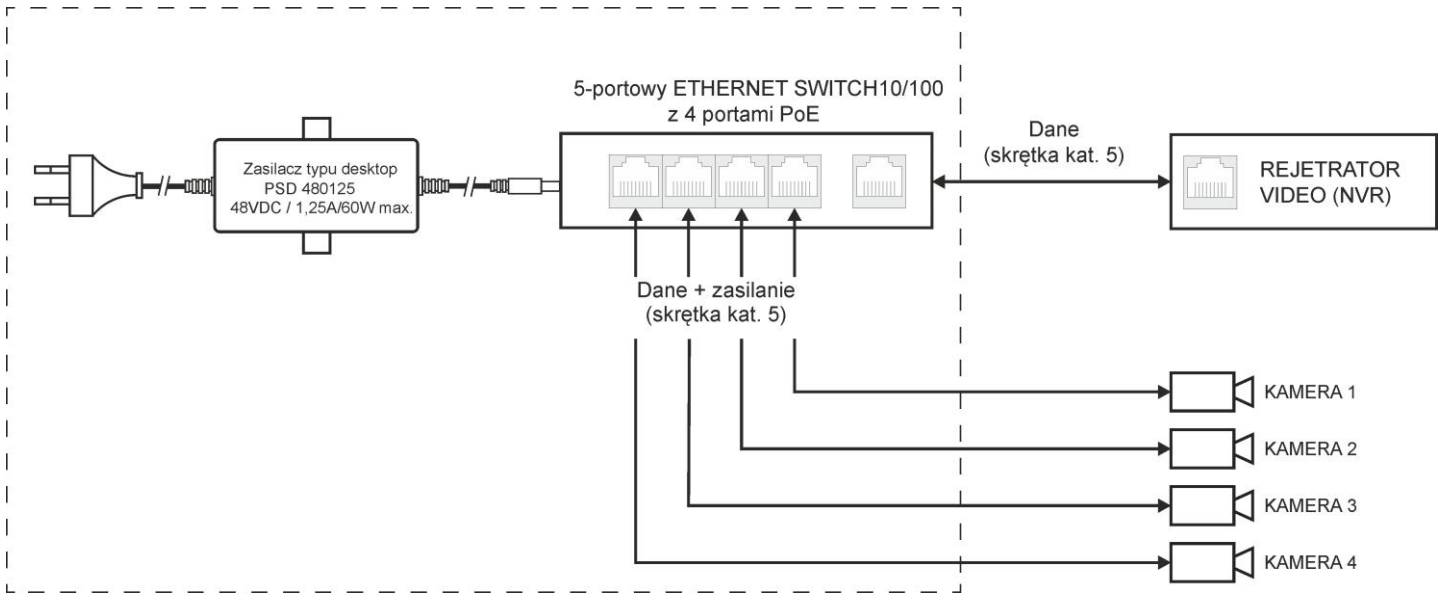 5-portowy ETHERNET SWITCH10/100
z 4 portami PoE
Zasilacz typu desktop
PSD 480125
48VDC / 1,25A/60W max.
Dane
(skrętka kat. 5)
REJETRATOR
VIDEO (NVR)
Dane + zasilanie
(skrętka kat. 5)
KAMERA 1
KAMERA 2
KAMERA 3
KAMERA 4